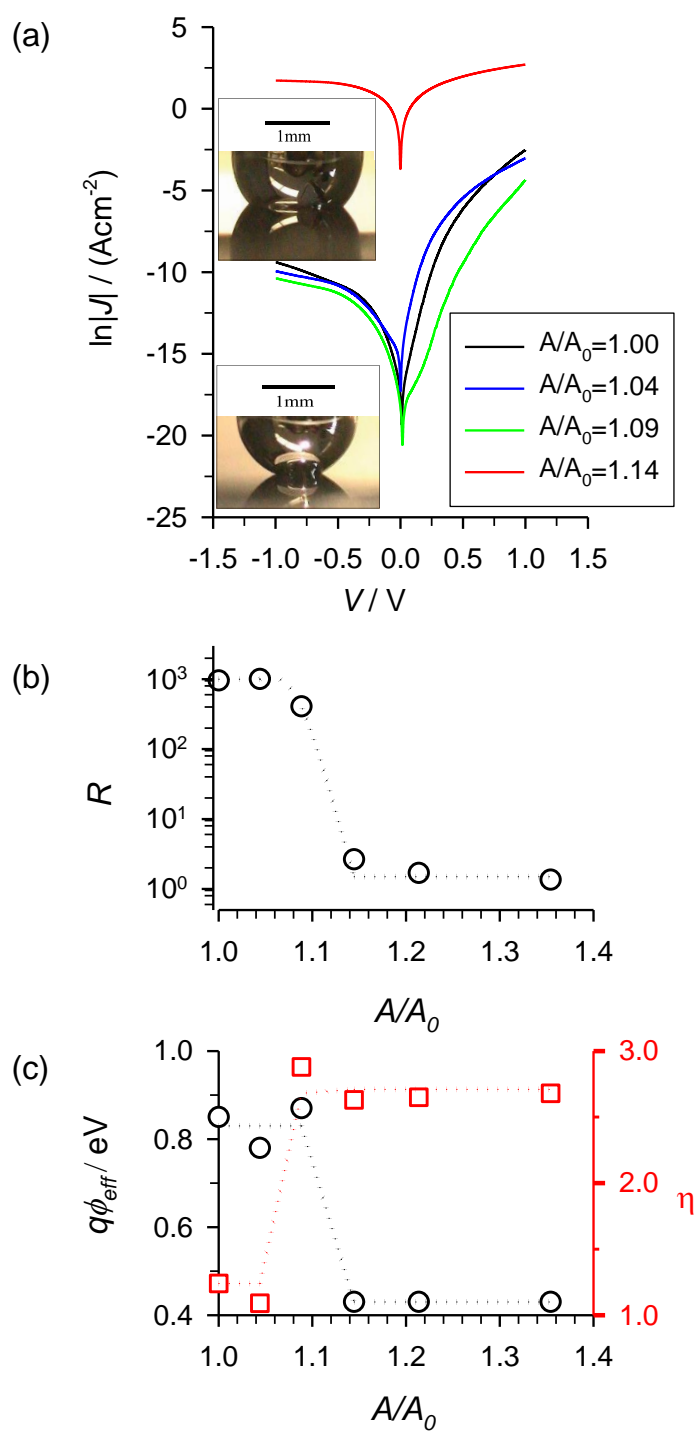 (a)
5
0
-5
-10
-15
-20
-25
ln|J| / (Acm⁻²)
1mm
1mm
A/A₀=1.00
A/A₀=1.04
A/A₀=1.09
A/A₀=1.14
-1.5 -1.0 -0.5 0.0 0.5 1.0 1.5
V / V
(b)
10³
10²
10¹
10⁰
R
1.0 1.1 1.2 1.3 1.4
A/A₀
(c)
1.0
0.8
0.6
0.4
qϕeff / eV
3.0
2.0
1.0
η
1.0 1.1 1.2 1.3 1.4
A/A₀